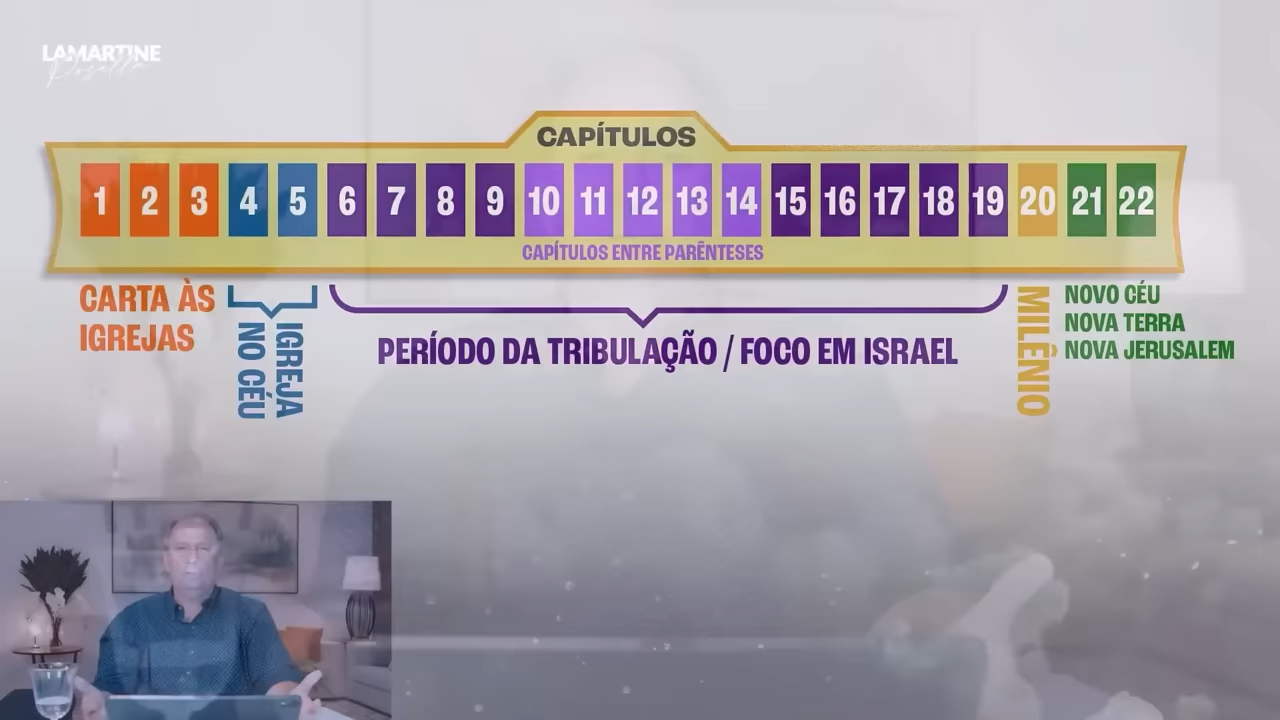 LAMARTINE
Posella
CAPÍTULOS
1 2 3 4 5 6 7 8 9 10 11 12 13 14 15 16 17 18 19 20 21 22
CAPÍTULOS ENTRE PARÊNTESES
CARTA ÀS
IGREJAS
IGREJA
NO CÉU
PERÍODO DA TRIBULAÇÃO / FOCO EM ISRAEL
MILÊNIO
NOVO CÉU
NOVA TERRA
NOVA JERUSALEM